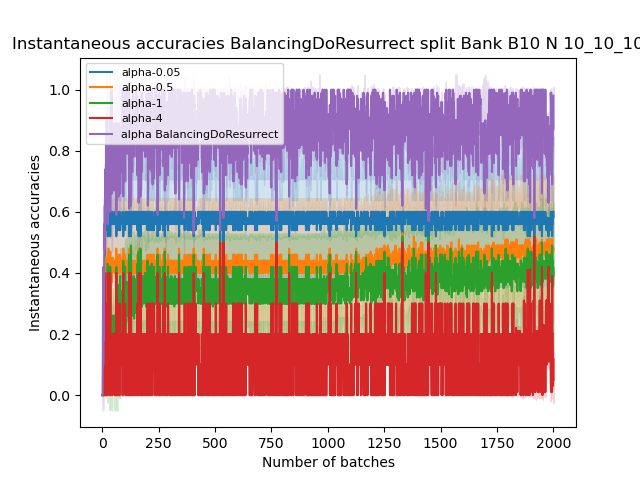 Instantaneous accuracies BalancingDoResurrect split Bank B10 N 10_10_10
alpha-0.05
alpha-0.5
alpha-1
alpha-4
alpha BalancingDoResurrect
Instantaneous accuracies
1.0
0.8
0.6
0.4
0.2
0.0
0
250
500
750
1000
1250
1500
1750
2000
Number of batches